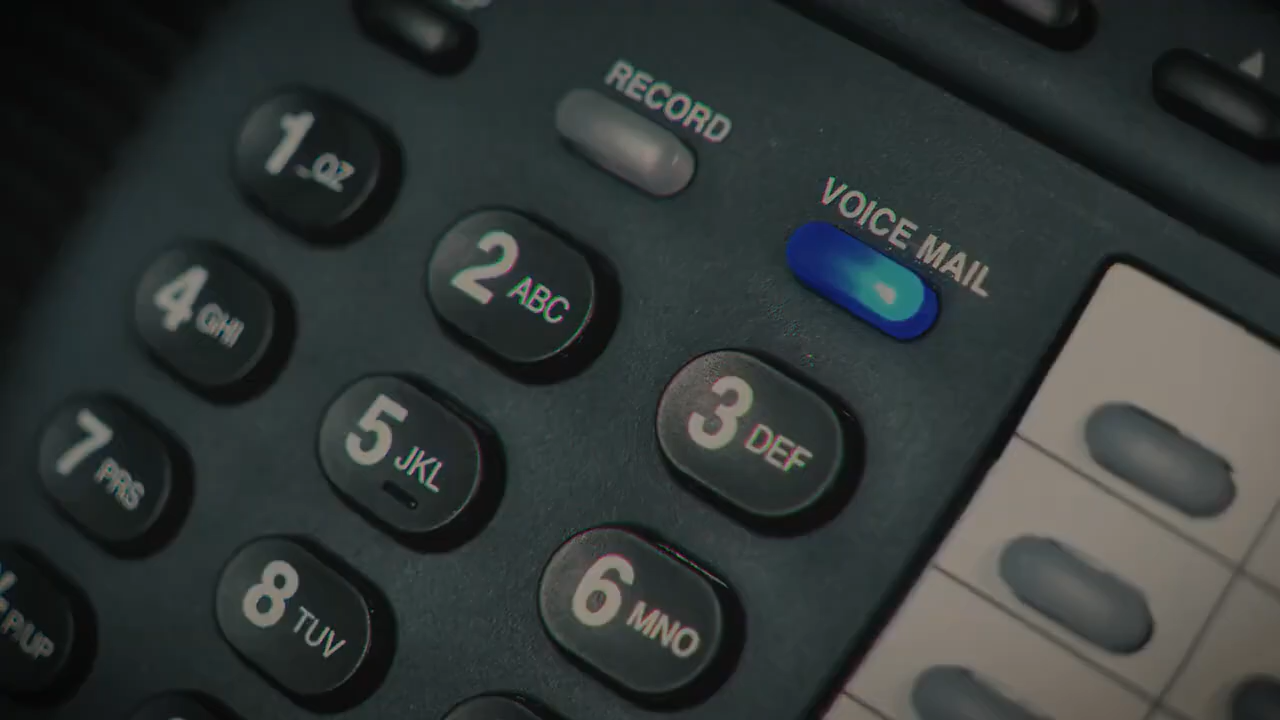 RECORD
VOICE MAIL
1 QZ
2 ABC
3 DEF
4 GHI
5 JKL
6 MNO
7 PRS
8 TUV
P/UP